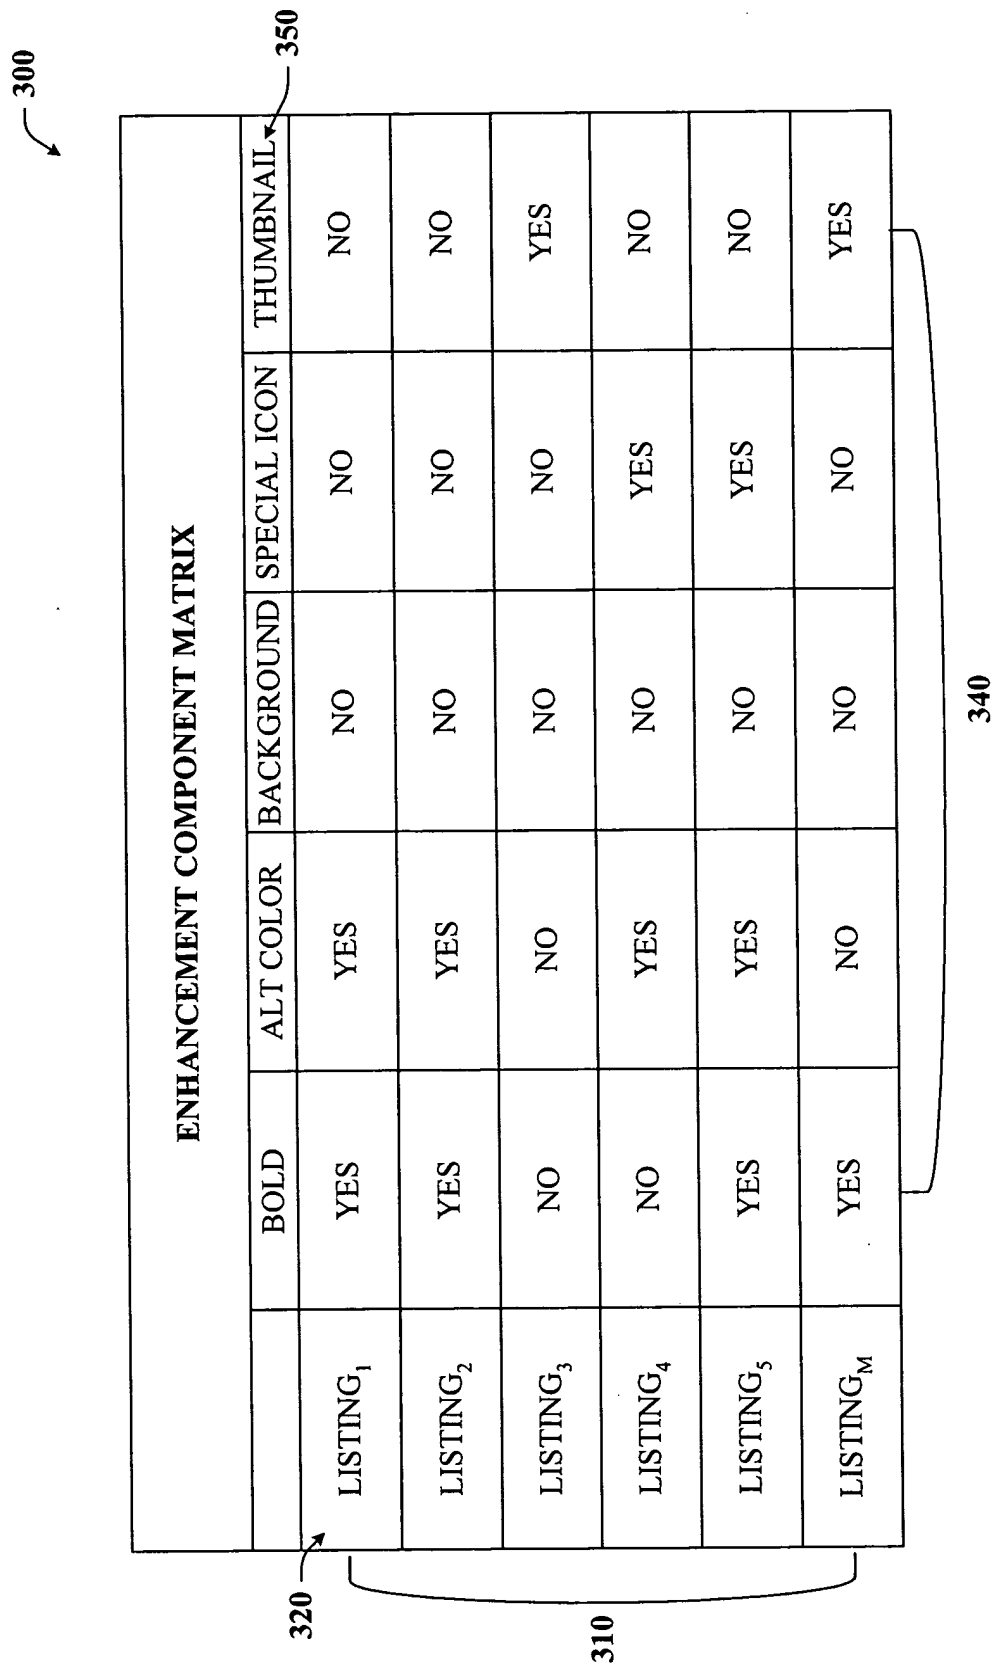 300
ENHANCEMENT COMPONENT MATRIX
BOLD ALT COLOR BACKGROUND SPECIAL ICON THUMBNAIL
350
320
LISTING1 YES YES NO NO NO
LISTING2 YES YES NO NO NO
LISTING3 NO NO NO NO YES
LISTING4 NO YES NO YES NO
LISTING5 YES YES NO YES NO
LISTINGM YES NO NO NO YES
310
340